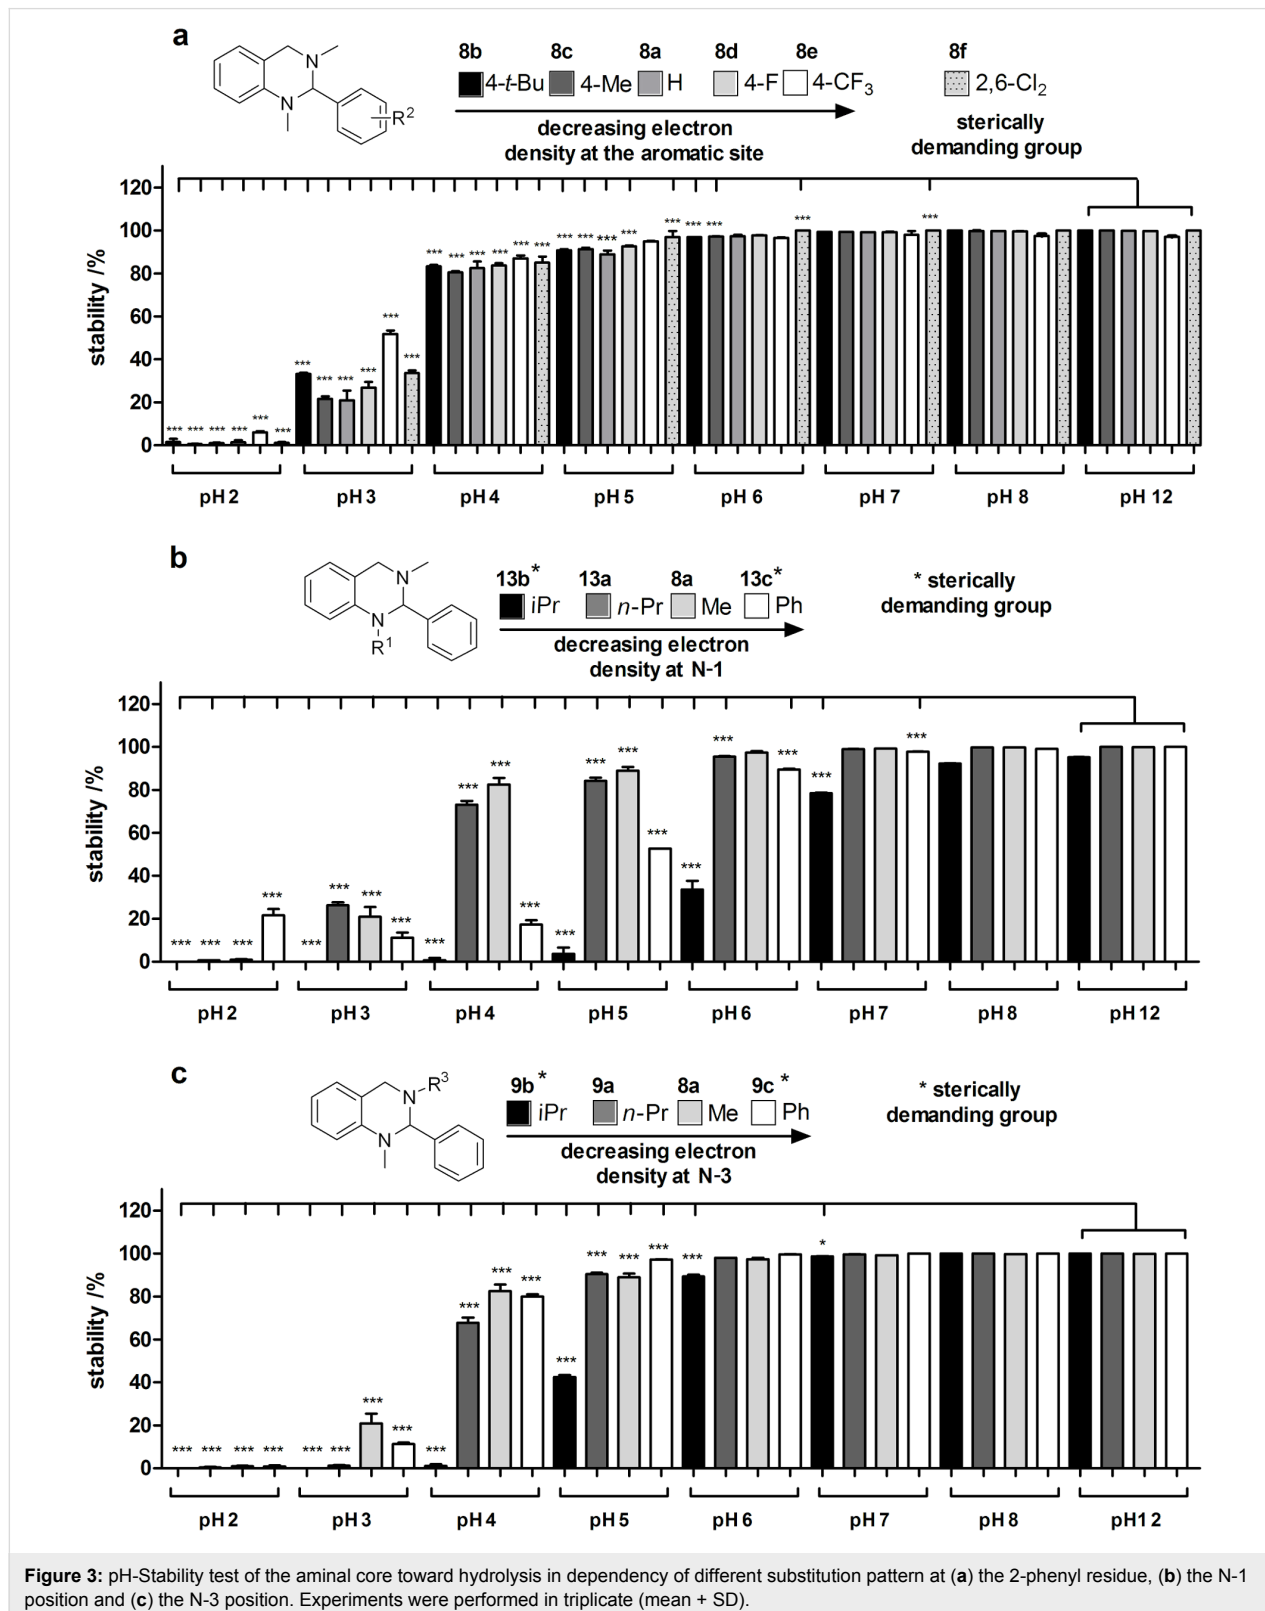 a
8b 8c 8a 8d 8e 8f
4-t-Bu 4-Me H 4-F 4-CF3 2,6-Cl2
decreasing electron
density at the aromatic site
sterically
demanding group
N
N
R2
stability /%
120
100
80
60
40
20
0
*** *** *** *** *** ***
*** *** *** *** *** ***
*** *** *** *** *** ***
*** *** *** *** ***
*** *** ***
***
pH 2 pH 3 pH 4 pH 5 pH 6 pH 7 pH 8 pH 12
b
13b* 13a 8a 13c*
iPr n-Pr Me Ph
decreasing electron
density at N-1
* sterically
demanding group
N
N
R1
stability /%
120
100
80
60
40
20
0
*** *** *** ***
*** *** *** ***
*** *** *** ***
*** *** *** ***
*** *** ***
*** ***
pH 2 pH 3 pH 4 pH 5 pH 6 pH 7 pH 8 pH 12
c
9b* 9a 8a 9c*
iPr n-Pr Me Ph
decreasing electron
density at N-3
* sterically
demanding group
N R3
N
stability /%
120
100
80
60
40
20
0
*** *** *** ***
*** *** *** ***
*** *** *** ***
*** *** *** ***
***
*
pH 2 pH 3 pH 4 pH 5 pH 6 pH 7 pH 8 pH12
Figure 3: pH-Stability test of the aminal core toward hydrolysis in dependency of different substitution pattern at (a) the 2-phenyl residue, (b) the N-1
position and (c) the N-3 position. Experiments were performed in triplicate (mean + SD).